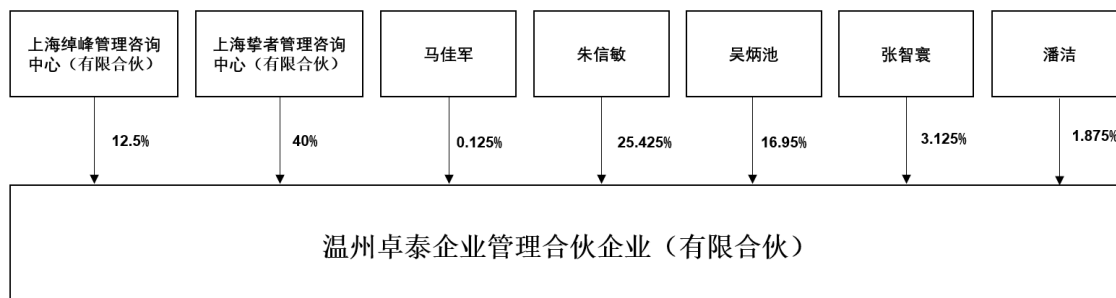 上海绰峰管理咨询
中心（有限合伙）
上海挚者管理咨询
中心（有限合伙）
马佳军
朱信敏
吴炳池
张智寰
潘洁
12.5%
40%
0.125%
25.425%
16.95%
3.125%
1.875%
温州卓泰企业管理合伙企业（有限合伙）